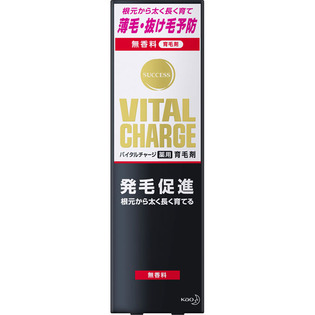 根元から太く長く育て
薄毛・抜け毛予防
無香料 育毛剤
SUCCESS
VITAL
CHARGE
バイタルチャージ 薬用 育毛剤
発毛促進
根元から太く長く育てる
無香料
Kao